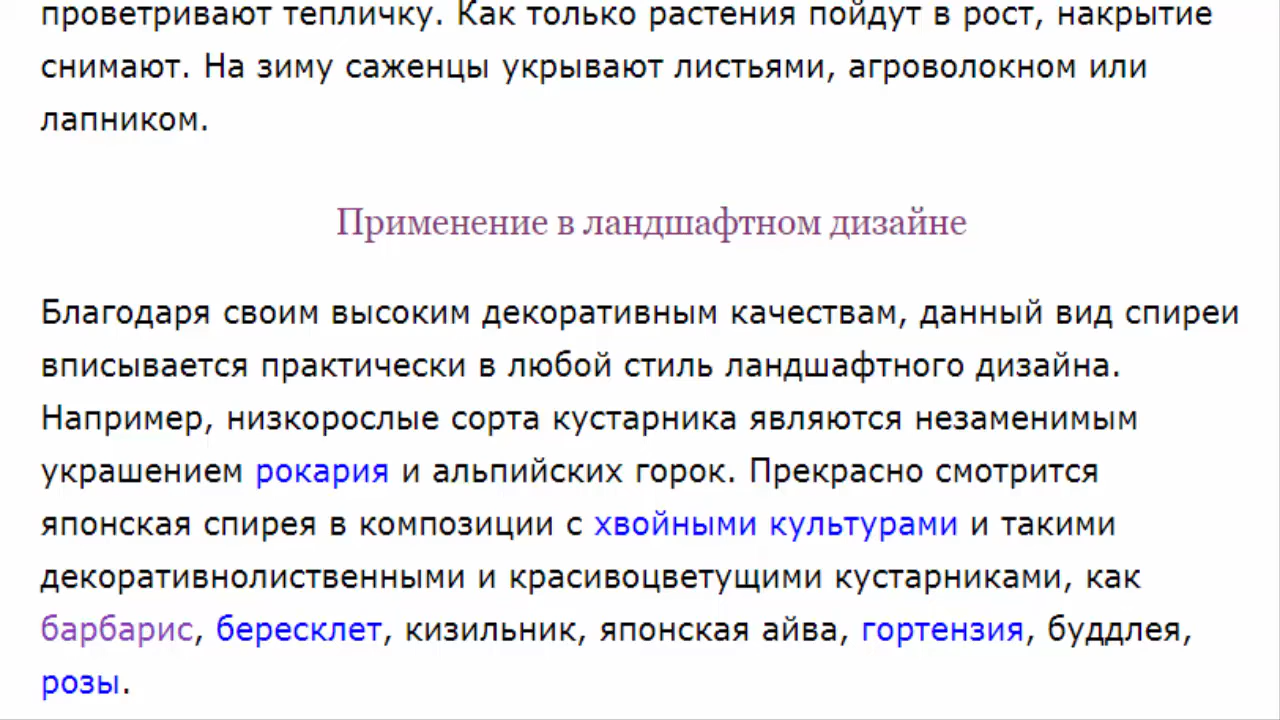 проветривают тепличку. Как только растения пойдут в рост, накрытие
снимают. На зиму саженцы укрывают листьями, агроволокном или
лапником.
Применение в ландшафтном дизайне
Благодаря своим высоким декоративным качествам, данный вид спиреи
вписывается практически в любой стиль ландшафтного дизайна.
Например, низкорослые сорта кустарника являются незаменимым
украшением рокария и альпийских горок. Прекрасно смотрится
японская спирея в композиции с хвойными культурами и такими
декоративнолиственными и красивоцветущими кустарниками, как
барбарис, бересклет, кизильник, японская айва, гортензия, буддлея,
розы.